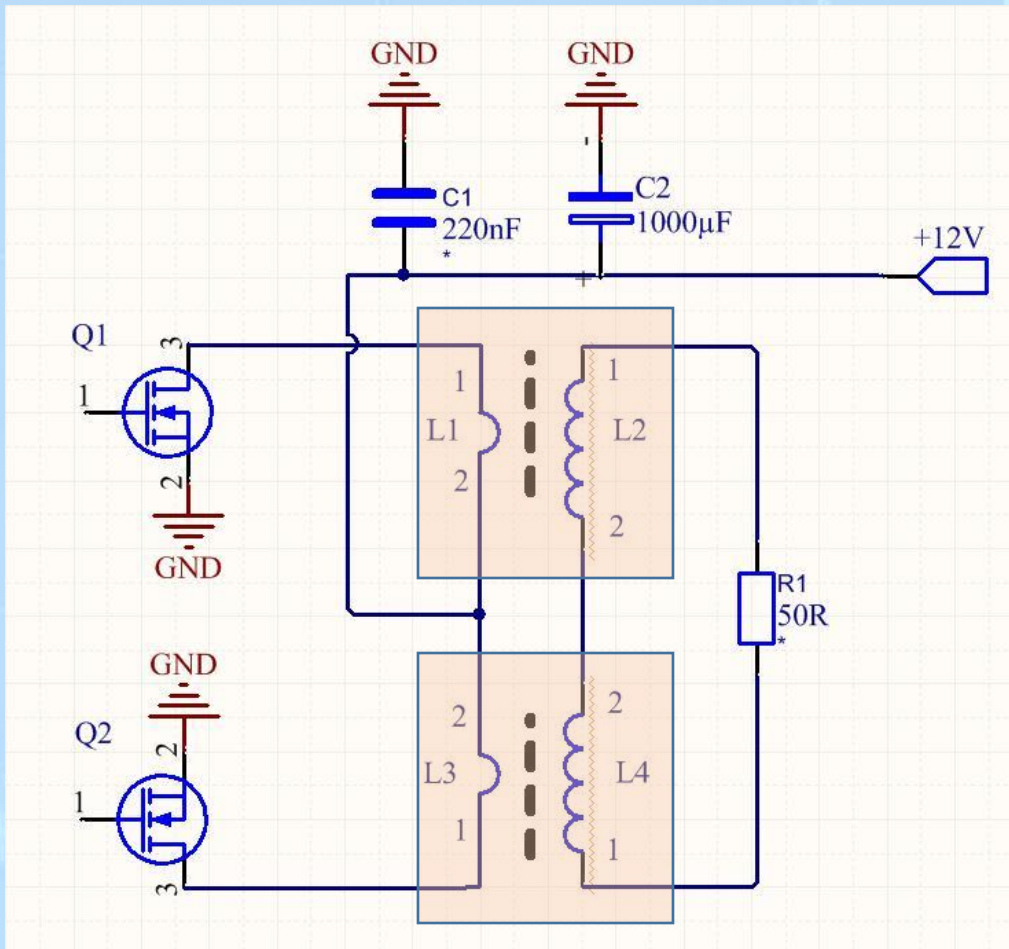 GND
GND
C1
220nF
*
-
C2
1000µF
+12V
Q1
3
1
2
GND
1
L1
2
1
L2
2
R1
50R
*
GND
Q2
2
1
3
2
L3
1
2
L4
1